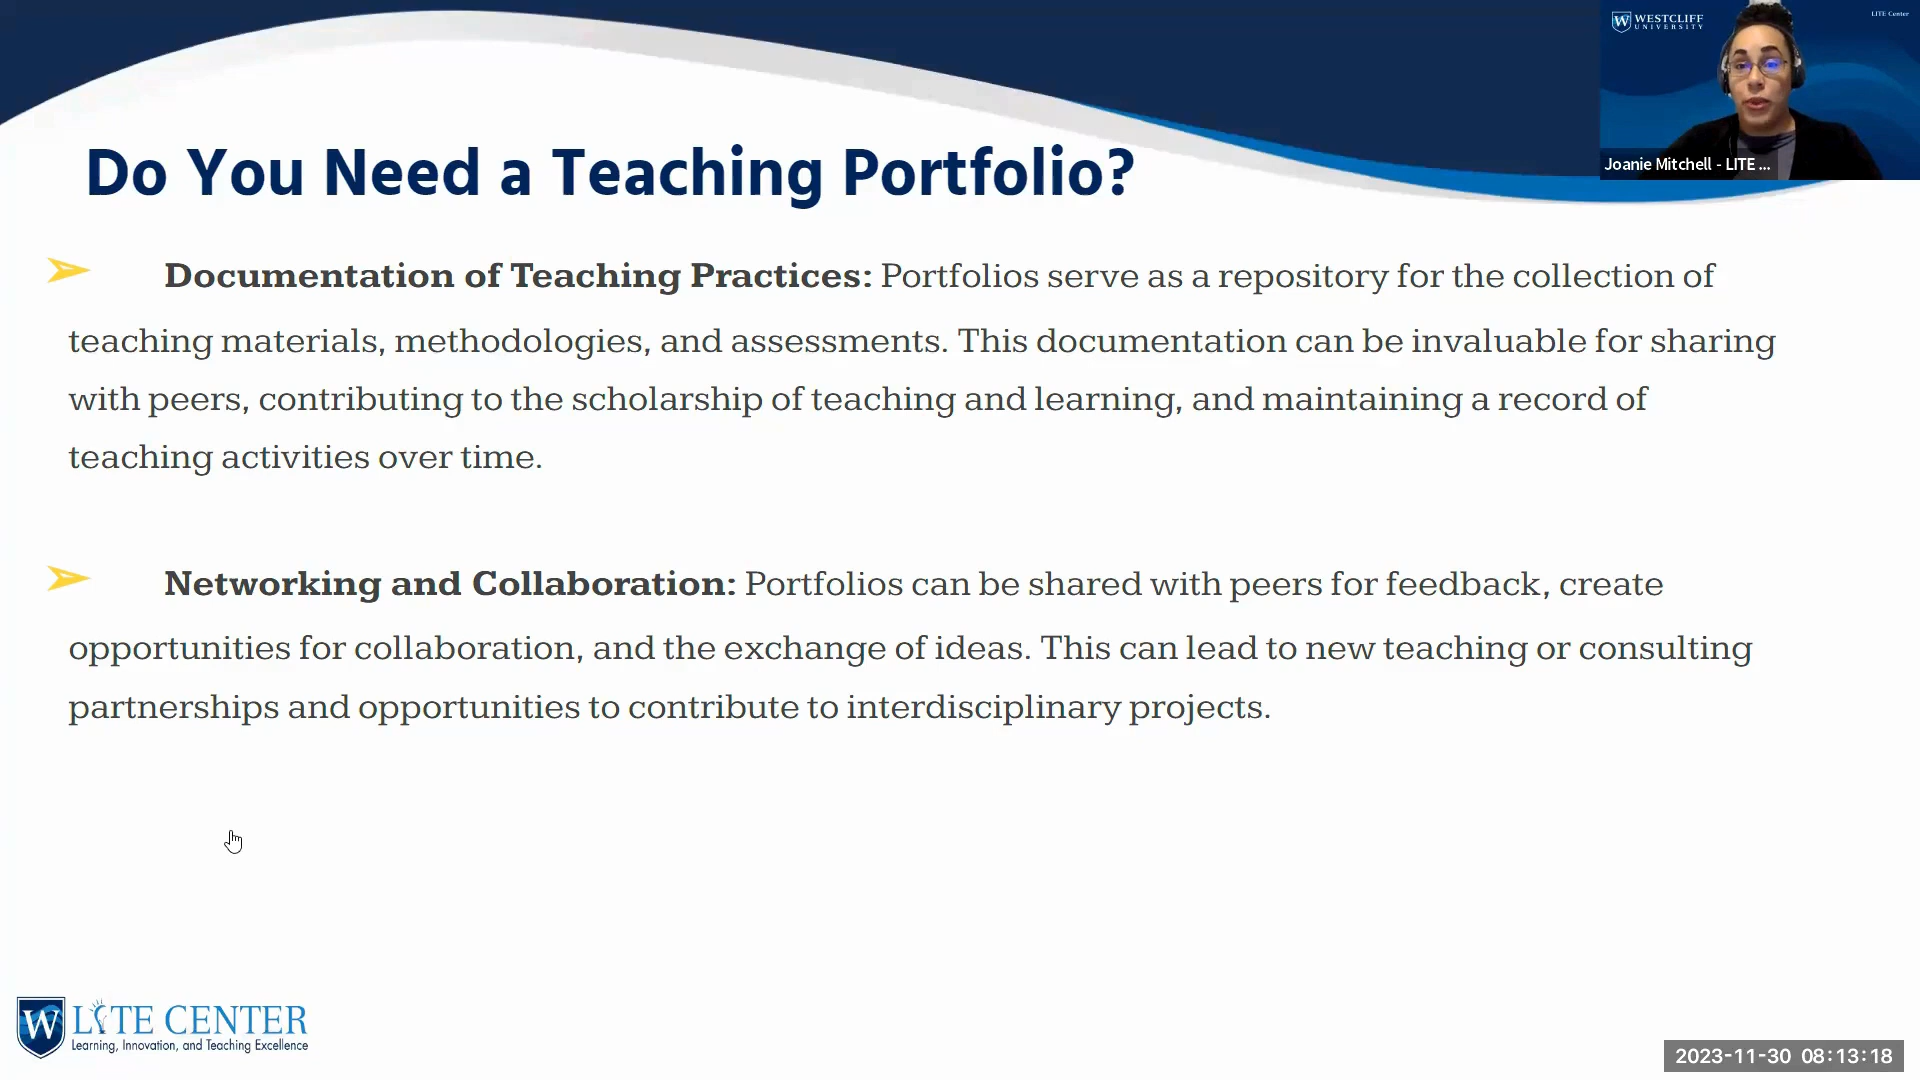 WESTCLIFF
UNIVERSITY
LITE Center
Joanie Mitchell - LITE ...
Do You Need a Teaching Portfolio?
➢ Documentation of Teaching Practices: Portfolios serve as a repository for the collection of
teaching materials, methodologies, and assessments. This documentation can be invaluable for sharing
with peers, contributing to the scholarship of teaching and learning, and maintaining a record of
teaching activities over time.
➢ Networking and Collaboration: Portfolios can be shared with peers for feedback, create
opportunities for collaboration, and the exchange of ideas. This can lead to new teaching or consulting
partnerships and opportunities to contribute to interdisciplinary projects.
W LITE CENTER
Learning, Innovation, and Teaching Excellence
2023-11-30 08:13:18